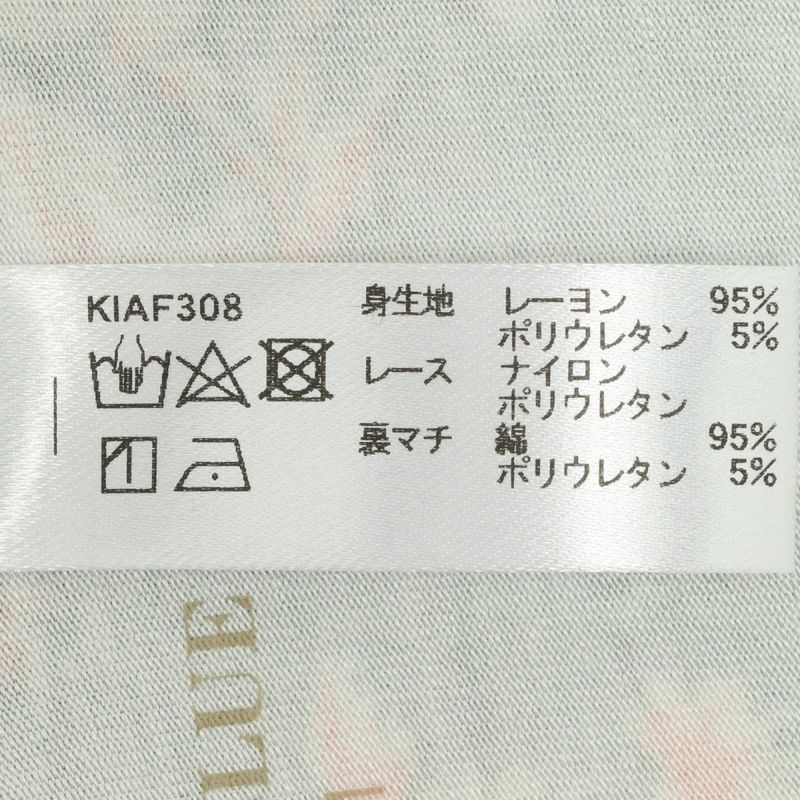 KIAF308
身生地 レーヨン 95%
ポリウレタン 5%
レース ナイロン
ポリウレタン
裏マチ 綿 95%
ポリウレタン 5%
LUE